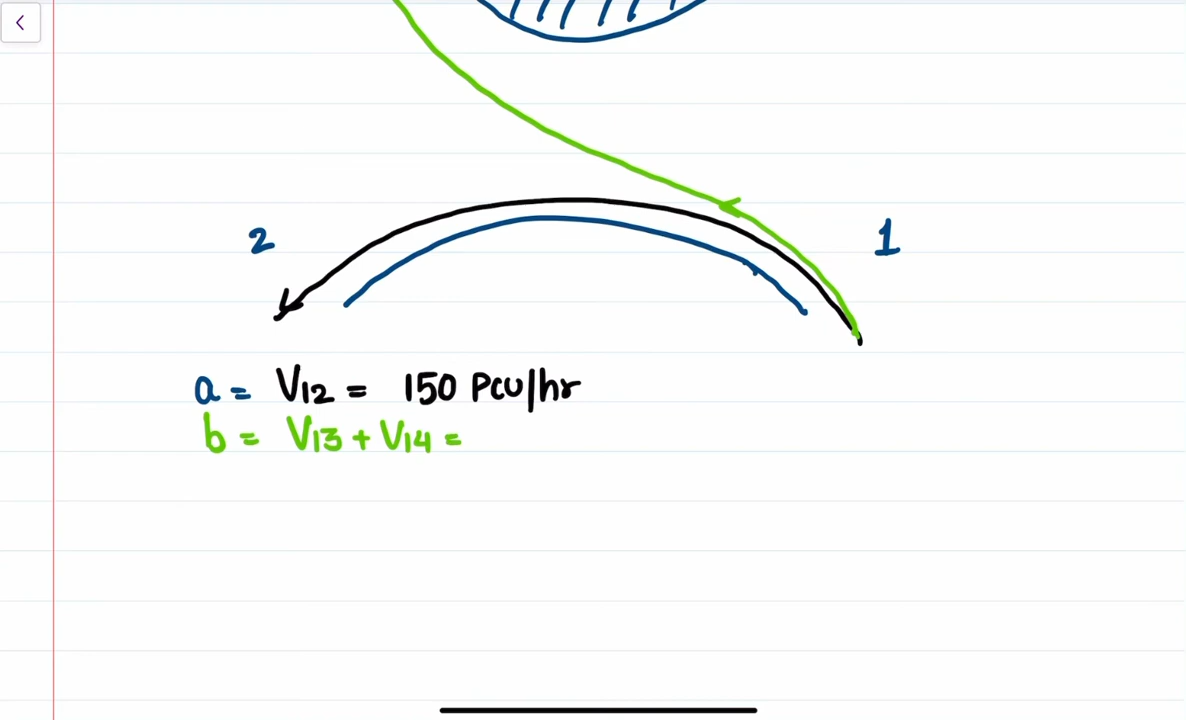 2
1
a = V12 = 150 Pcu/hr
b = V13 + V14 =